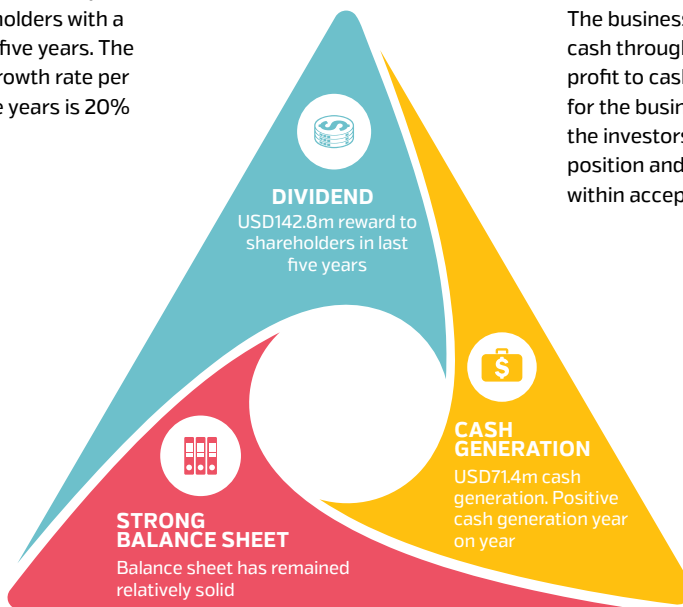 holders with a
five years. The
rowth rate per
e years is 20%
The business
cash through
profit to cash
for the busin
the investors
position and
within accep
DIVIDEND
USD142.8m reward to
shareholders in last
five years
CASH
GENERATION
USD71.4m cash
generation. Positive
cash generation year
on year
STRONG
BALANCE SHEET
Balance sheet has remained
relatively solid